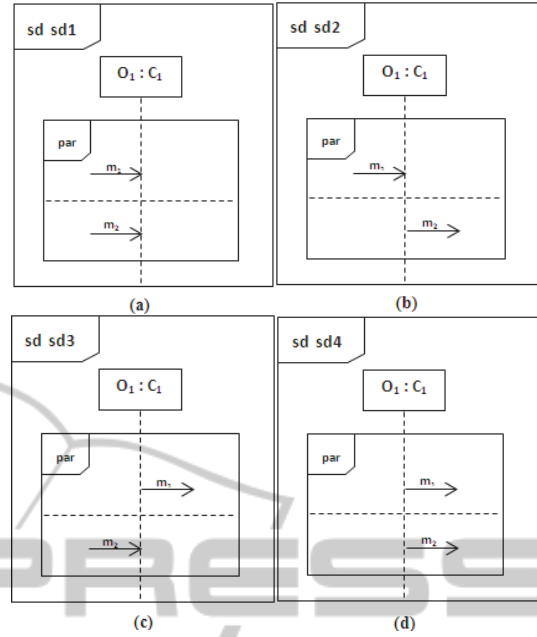 sd sd1
O₁ : C₁
par
m₁
m₂
(a)
sd sd2
O₁ : C₁
par
m₁
m₂
(b)
sd sd3
O₁ : C₁
par
m₁
m₂
(c)
sd sd4
O₁ : C₁
par
m₁
m₂
(d)
PRESS